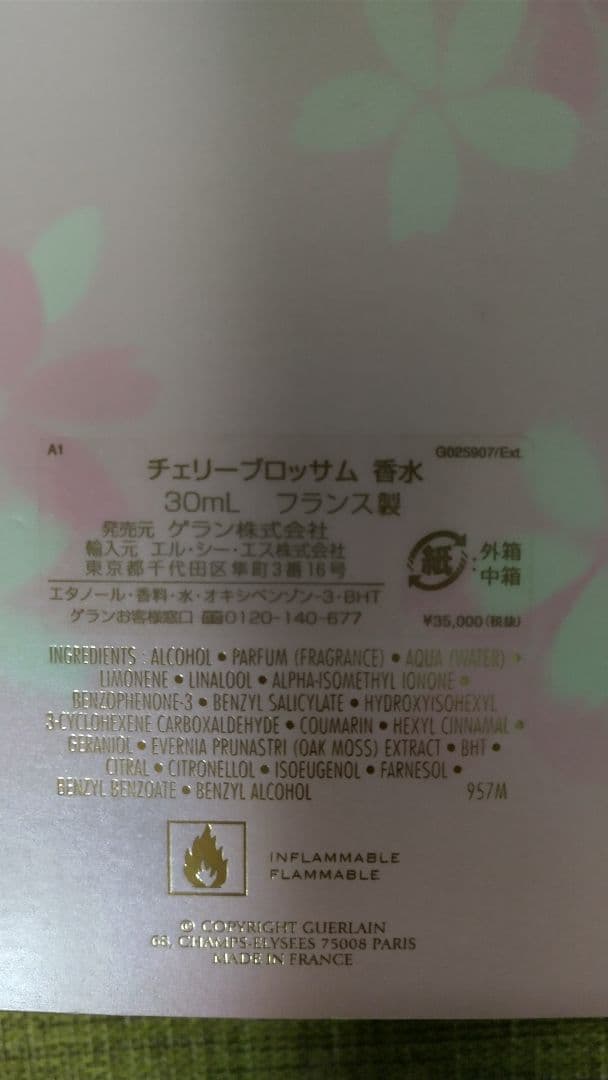 A1
G025907/Ext.
チェリーブロッサム 香水
30mL フランス製
発売元 ゲラン株式会社
輸入元 エル・シー・エス株式会社
東京都千代田区隼町3番16号
紙:外箱
中箱
エタノール・香料・水・オキシベンゾン-3・BHT
ゲランお客様窓口 0120-140-677
¥35,000(税抜)
INGREDIENTS : ALCOHOL • PARFUM (FRAGRANCE) • AQUA (WATER) •
LIMONENE • LINALOOL • ALPHA-ISOMETHYL IONONE •
BENZOPHENONE-3 • BENZYL SALICYLATE • HYDROXYISOHEXYL
3-CYCLOHEXENE CARBOXALDEHYDE • COUMARIN • HEXYL CINNAMAL •
GERANIOL • EVERNIA PRUNASTRI (OAK MOSS) EXTRACT • BHT •
CITRAL • CITRONELLOL • ISOEUGENOL • FARNESOL •
BENZYL BENZOATE • BENZYL ALCOHOL 957M
INFLAMMABLE
FLAMMABLE
© COPYRIGHT GUERLAIN
68, CHAMPS-ELYSEES 75008 PARIS
MADE IN FRANCE